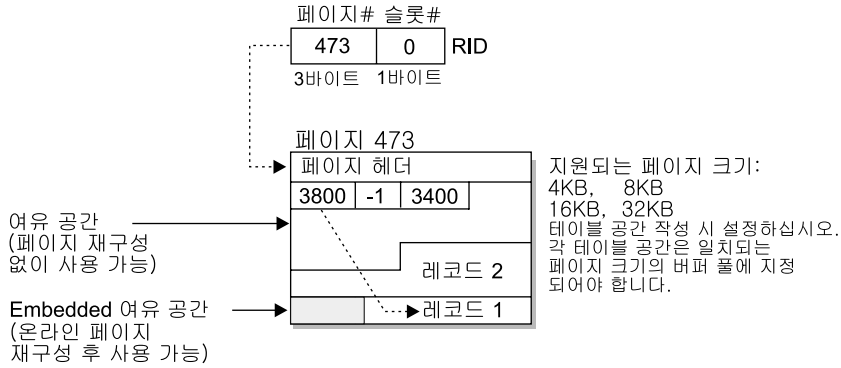 페이지# 슬롯#
473 0 RID
3바이트 1바이트
페이지 473
페이지 헤더
3800 -1 3400
레코드 2
레코드 1
여유 공간
(페이지 재구성
없이 사용 가능)
Embedded 여유 공간
(온라인 페이지
재구성 후 사용 가능)
지원되는 페이지 크기:
4KB, 8KB
16KB, 32KB
테이블 공간 작성 시 설정하십시오.
각 테이블 공간은 일치되는
페이지 크기의 버퍼 풀에 지정
되어야 합니다.